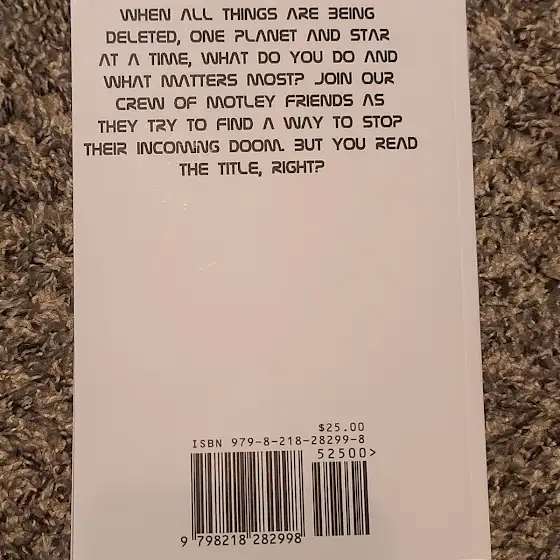 WHEN ALL THINGS ARE BEING
DELETED, ONE PLANET AND STAR
AT A TIME, WHAT DO YOU DO AND
WHAT MATTERS MOST? JOIN OUR
CREW OF MOTLEY FRIENDS AS
THEY TRY TO FIND A WAY TO STOP
THEIR INCOMING DOOM. BUT YOU READ
THE TITLE, RIGHT?
$25.00
ISBN 979-8-218-28299-8
52500>
9 798218 282998